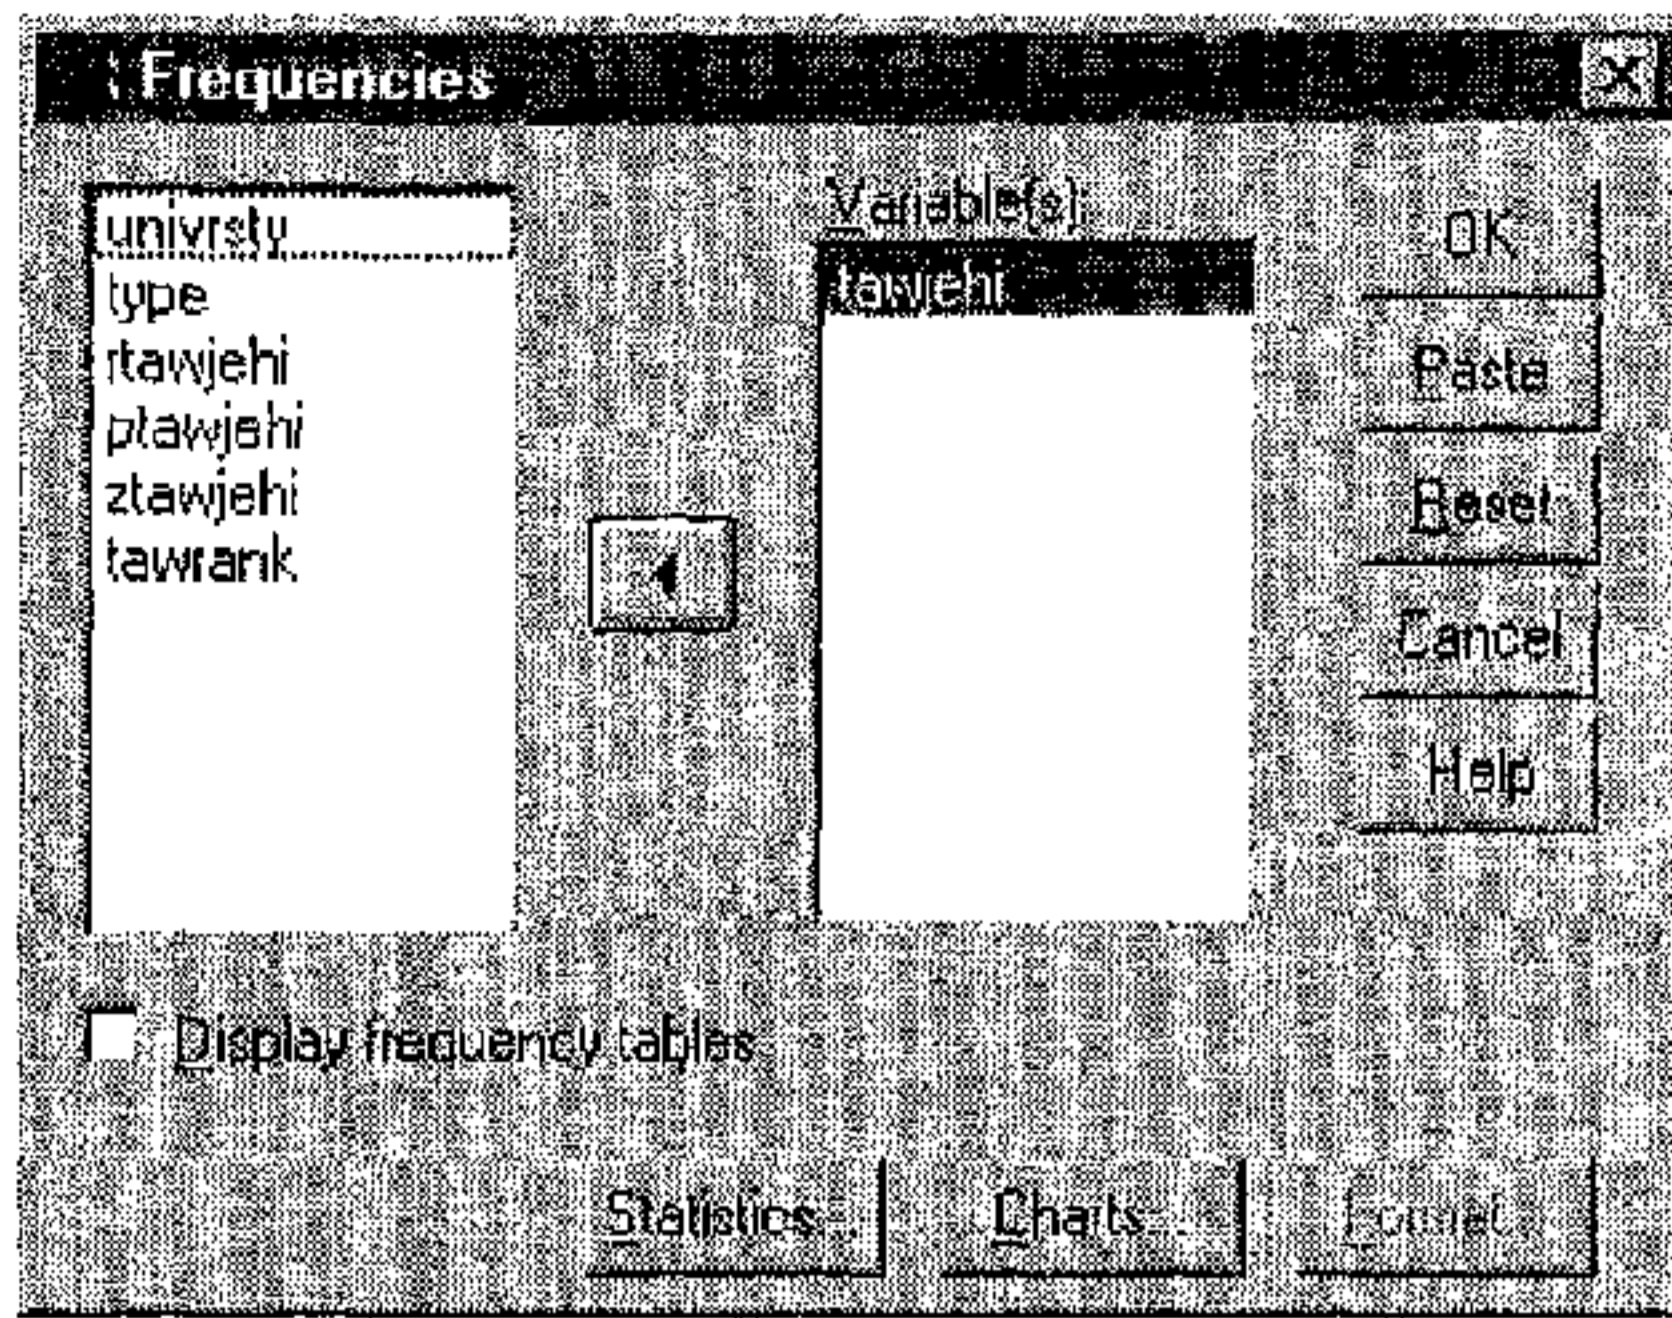 Frequencies
univrsty
type
rtawjehi
ptawjehi
ztawjehi
tawrank
Variable(s):
tawjehi
OK
Paste
Reset
Cancel
Help
Display frequency tables
Statistics...
Charts...
Format...